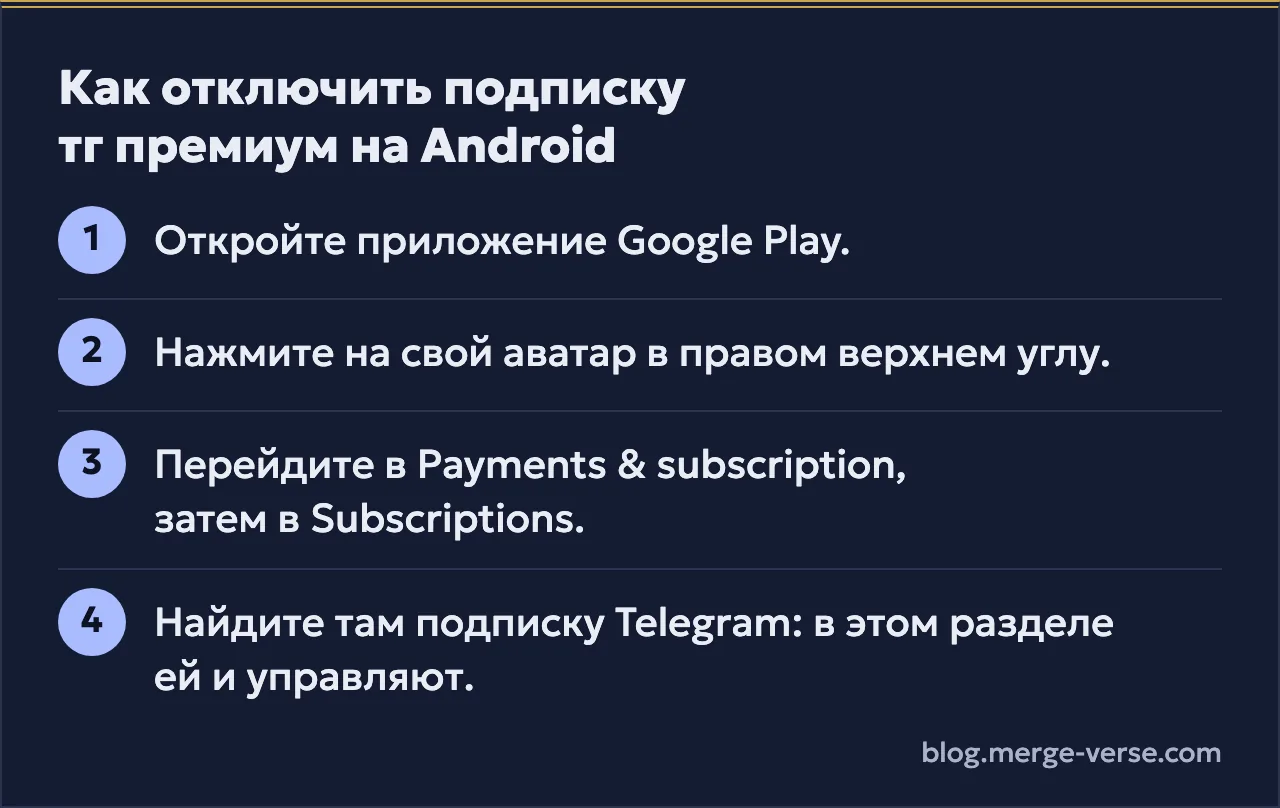 Как отключить подписку
тг премиум на Android
1
Откройте приложение Google Play.
2
Нажмите на свой аватар в правом верхнем углу.
3
Перейдите в Payments & subscription,
затем в Subscriptions.
4
Найдите там подписку Telegram: в этом разделе
ей и управляют.
blog.merge-verse.com